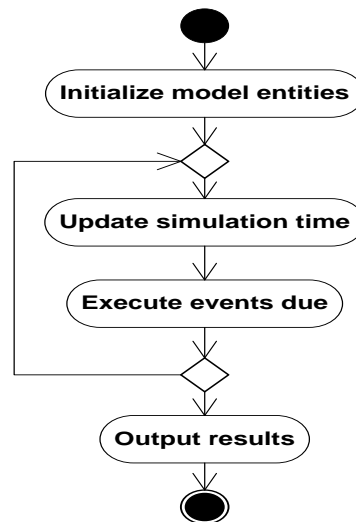 Initialize model entities
Update simulation time
Execute events due
Output results